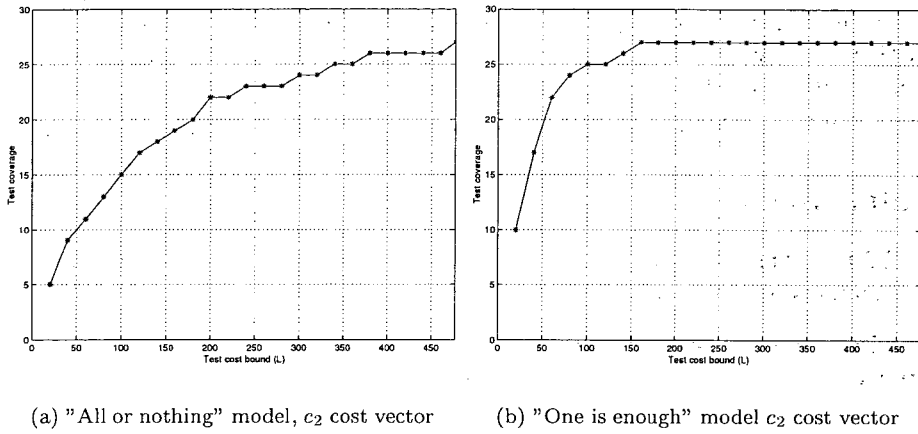 30
25
20
15
10
5
0
Test coverage
0 50 100 150 200 250 300 350 400 450
Test cost bound (L)
(a) "All or nothing" model, c₂ cost vector
30
25
20
15
10
5
0
Test coverage
0 50 100 150 200 250 300 350 400 450
Test cost bound (L)
(b) "One is enough" model c₂ cost vector